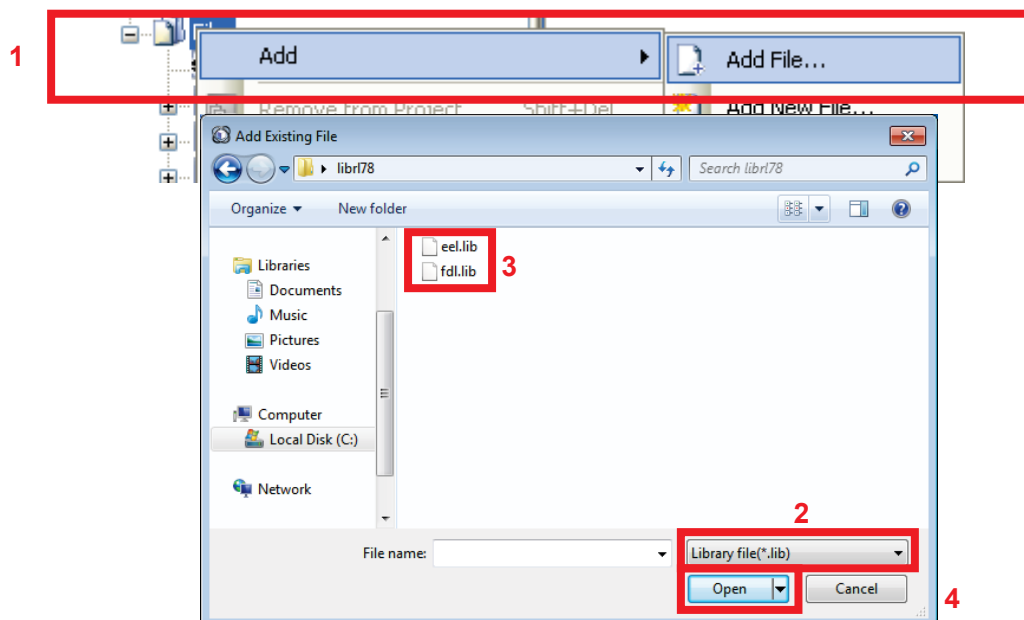 1
Add
Add File...
Remove from Project Shift+Del
Add New File...
Add Existing File
librl78
Search librl78
Organize
New folder
Libraries
Documents
Music
Pictures
Videos
Computer
Local Disk (C:)
Network
eel.lib
fdl.lib
3
2
File name:
Library file(*.lib)
Open
Cancel
4